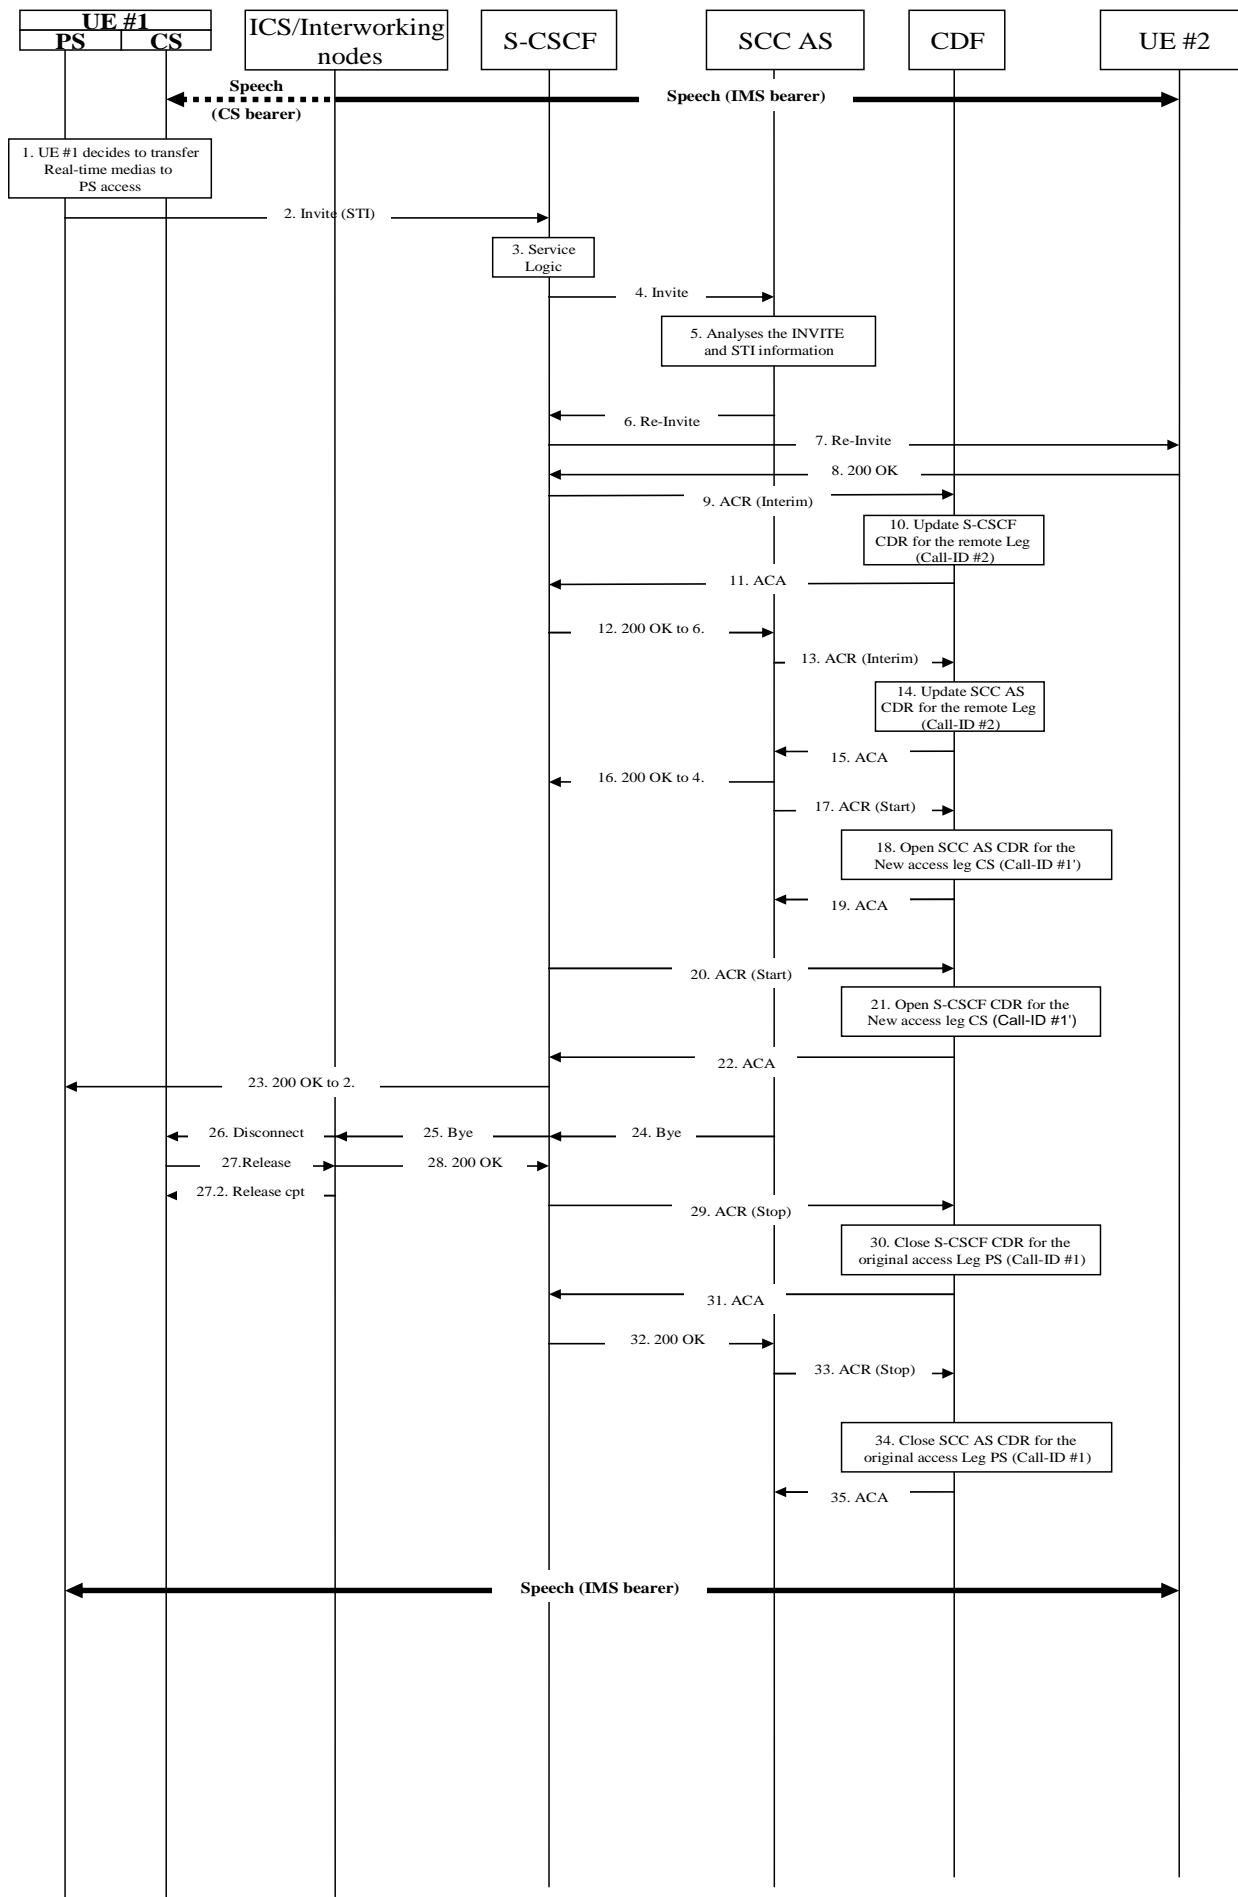 UE #1
PS CS
ICS/Interworking
nodes
S-CSCF
SCC AS
CDF
UE #2
Speech
(CS bearer)
Speech (IMS bearer)
1. UE #1 decides to transfer
Real-time medias to
PS access
2. Invite (STI)
3. Service
Logic
4. Invite
5. Analyses the INVITE
and STI information
6. Re-Invite
7. Re-Invite
8. 200 OK
9. ACR (Interim)
10. Update S-CSCF
CDR for the remote Leg
(Call-ID #2)
11. ACA
12. 200 OK to 6.
13. ACR (Interim)
14. Update SCC AS
CDR for the remote Leg
(Call-ID #2)
15. ACA
16. 200 OK to 4.
17. ACR (Start)
18. Open SCC AS CDR for the
New access leg CS (Call-ID #1')
19. ACA
20. ACR (Start)
21. Open S-CSCF CDR for the
New access leg CS (Call-ID #1')
22. ACA
23. 200 OK to 2.
26. Disconnect
25. Bye
24. Bye
27.Release
28. 200 OK
27.2. Release cpt
29. ACR (Stop)
30. Close S-CSCF CDR for the
original access Leg PS (Call-ID #1)
31. ACA
32. 200 OK
33. ACR (Stop)
34. Close SCC AS CDR for the
original access Leg PS (Call-ID #1)
35. ACA
Speech (IMS bearer)